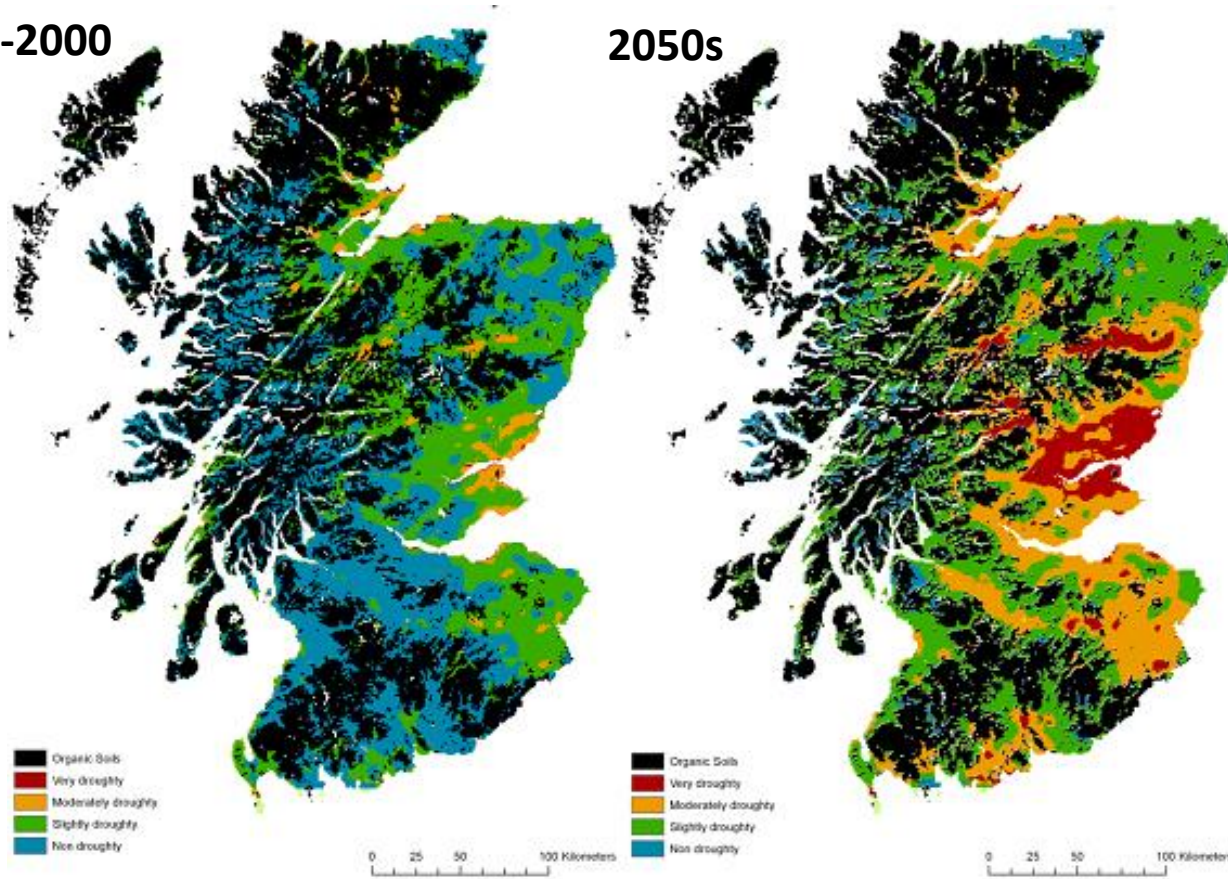 -2000
2050s
Organic Soils
Very droughty
Moderately droughty
Slightly droughty
Non droughty
0 25 50 100 Kilometers
Organic Soils
Very droughty
Moderately droughty
Slightly droughty
Non droughty
0 25 50 100 Kilometers